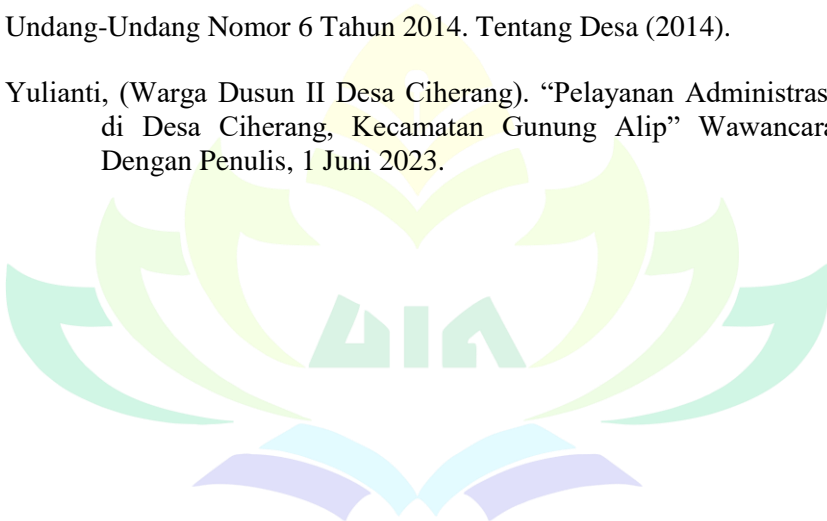 Undang-Undang Nomor 6 Tahun 2014. Tentang Desa (2014).
Yulianti, (Warga Dusun II Desa Ciherang). “Pelayanan Administras
di Desa Ciherang, Kecamatan Gunung Alip” Wawancara
Dengan Penulis, 1 Juni 2023.
UIN